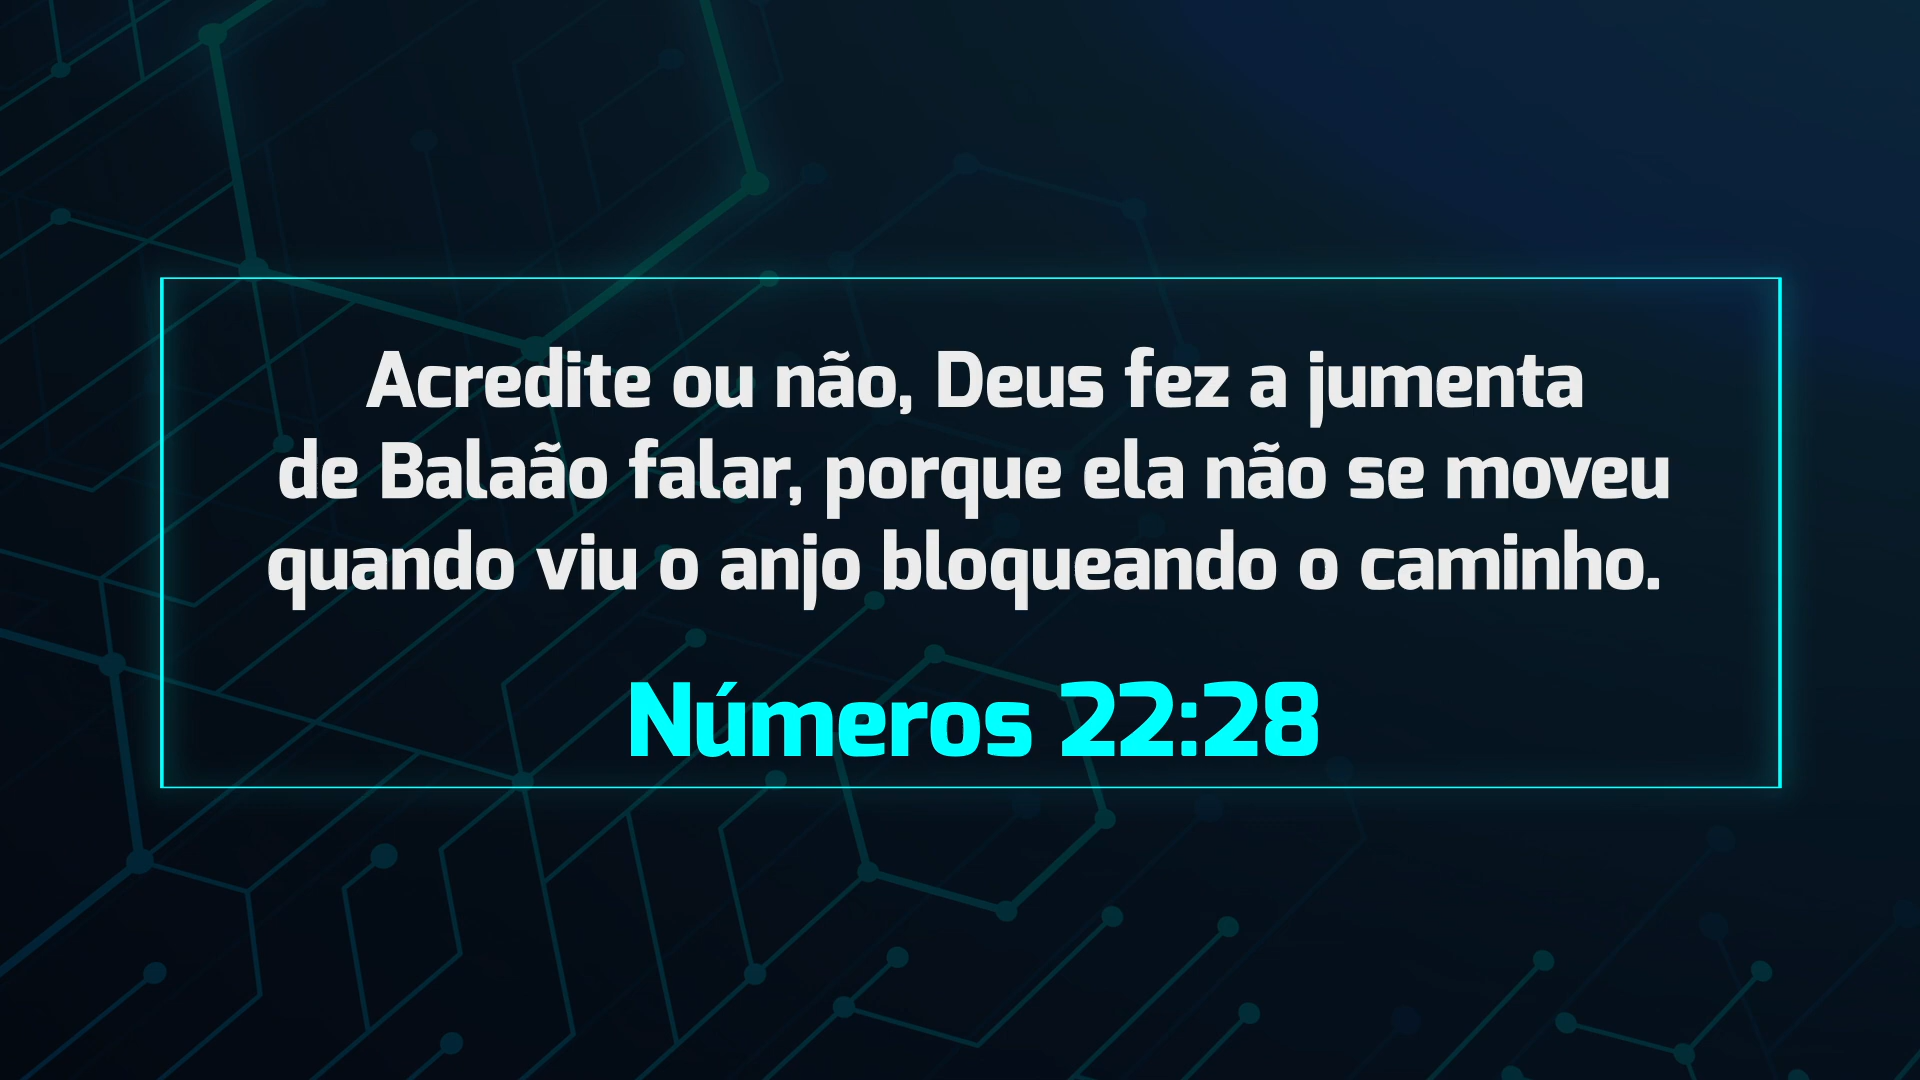 Acredite ou não, Deus fez a jumenta
de Balaão falar, porque ela não se moveu
quando viu o anjo bloqueando o caminho.
Números 22:28